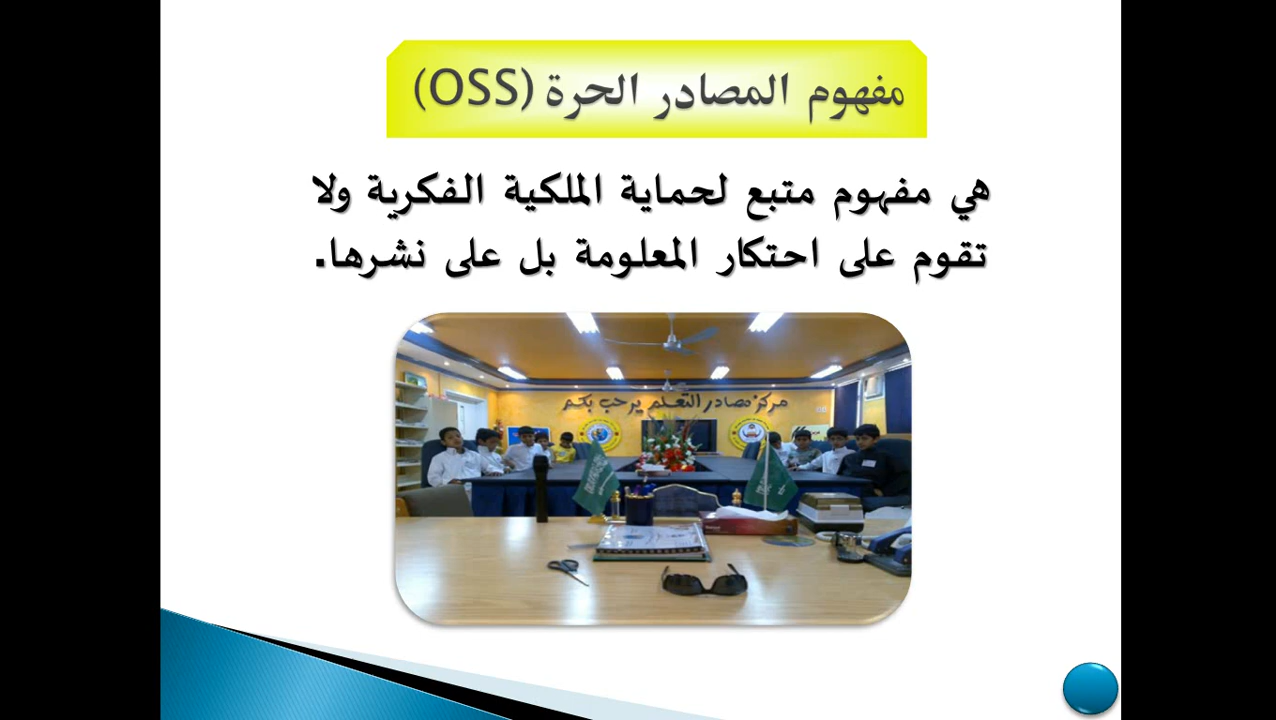 مفهوم المصادر الحرة (OSS)
هي مفهوم متبع لحماية الملكية الفكرية ولا
تقوم على احتكار المعلومة بل على نشرها.
مركز مصادر التعلم يرحب بكم